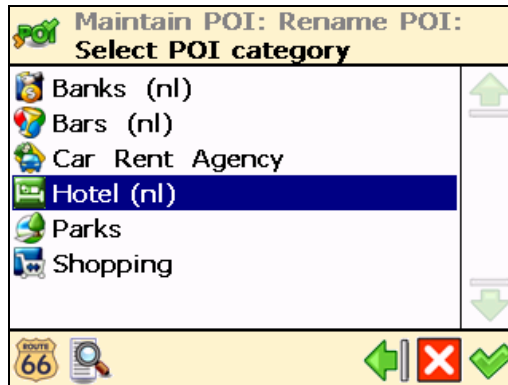 POI Maintain POI: Rename POI:
Select POI category
Banks (nl)
Bars (nl)
Car Rent Agency
Hotel (nl)
Parks
Shopping
ROUTE
66